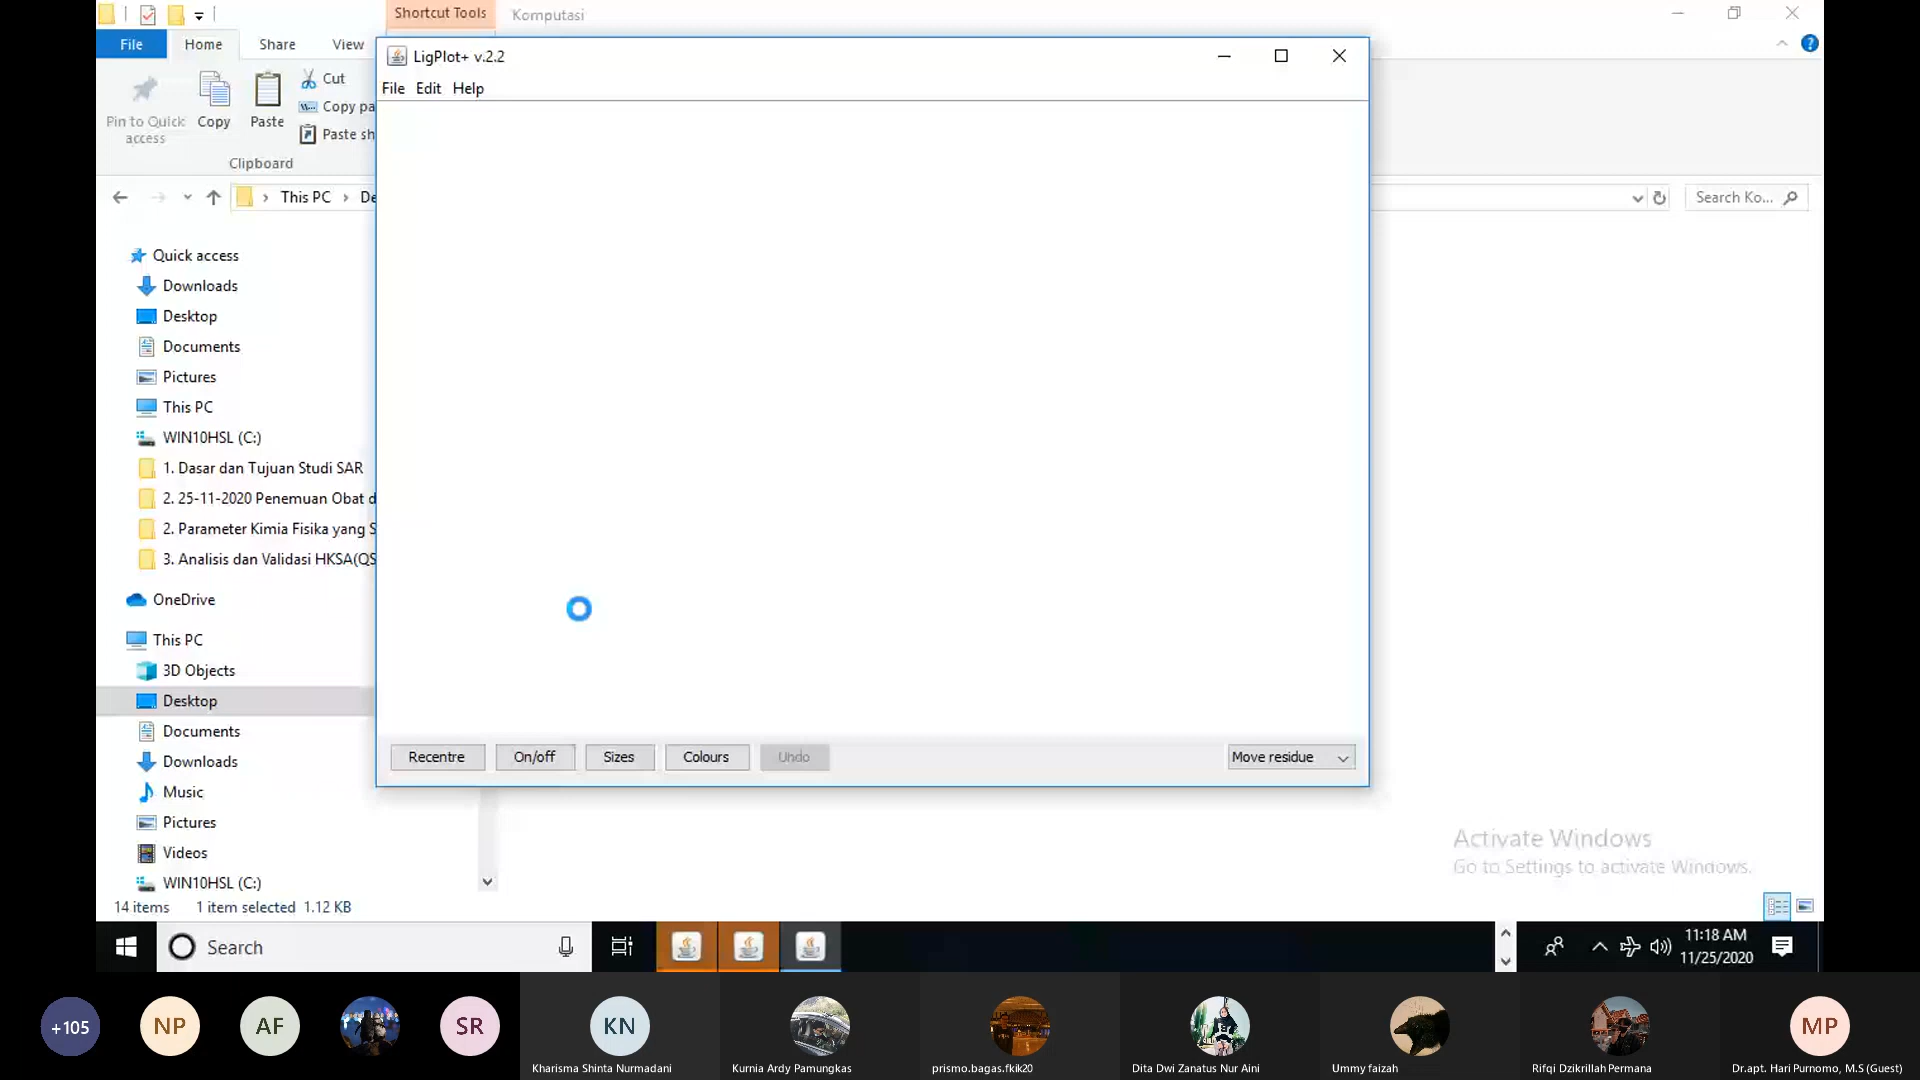 Shortcut Tools
Komputasi
File
Home
Share
View
LigPlot+ v.2.2
File
Edit
Help
Pin to Quick access
Copy
Paste
Cut
Copy pa
Paste sh
Clipboard
This PC
De
Search Ko...
Quick access
Downloads
Desktop
Documents
Pictures
This PC
WIN10HSL (C:)
1. Dasar dan Tujuan Studi SAR
2. 25-11-2020 Penemuan Obat d
2. Parameter Kimia Fisika yang S
3. Analisis dan Validasi HKSA(QS
OneDrive
This PC
3D Objects
Desktop
Documents
Downloads
Music
Pictures
Videos
WIN10HSL (C:)
Recentre
On/off
Sizes
Colours
Undo
Move residue
Activate Windows
Go to Settings to activate Windows.
14 items
1 item selected 1.12 KB
Search
11:18 AM
11/25/2020
+105
NP
AF
SR
KN
MP
Kharisma Shinta Nurmadani
Kurnia Ardy Pamungkas
prismo.bagas.fkik20
Dita Dwi Zanatus Nur Aini
Ummy faizah
Rifqi Dzikrillah Permana
Dr.apt. Hari Purnomo, M.S (Guest)